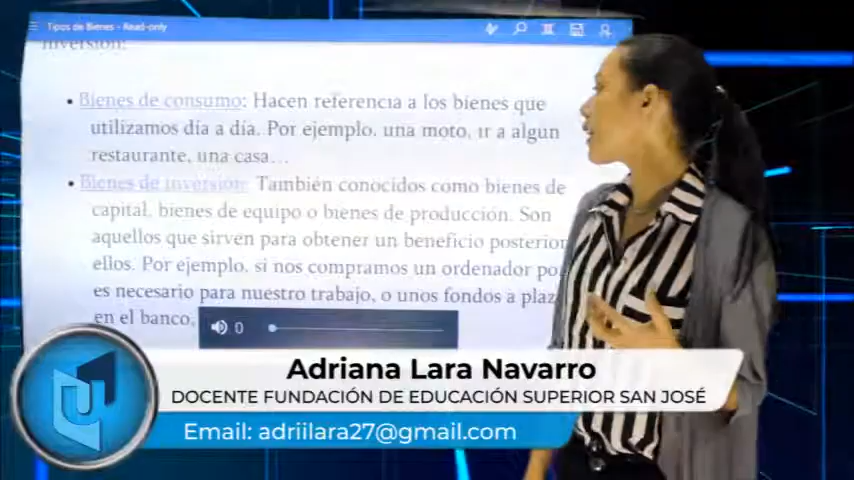 Tipos de Bienes - Read-only
inversión:
• Bienes de consumo: Hacen referencia a los bienes que
utilizamos día a día. Por ejemplo, una moto, ir a algun
restaurante, una casa...
• Bienes de inversión: También conocidos como bienes de
capital, bienes de equipo o bienes de producción. Son
aquellos que sirven para obtener un beneficio posterior
ellos. Por ejemplo, si nos compramos un ordenador po
es necesario para nuestro trabajo, o unos fondos a plaz
en el banco,
0
Adriana Lara Navarro
DOCENTE FUNDACIÓN DE EDUCACIÓN SUPERIOR SAN JOSÉ
Email: adriilara27@gmail.com